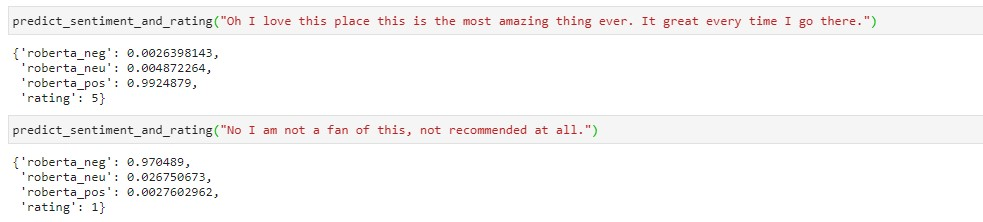 predict_sentiment_and_rating("Oh I love this place this is the most amazing thing ever. It great every time I go there.")
{'roberta_neg': 0.0026398143,
 'roberta_neu': 0.004872264,
 'roberta_pos': 0.9924879,
 'rating': 5}
predict_sentiment_and_rating("No I am not a fan of this, not recommended at all.")
{'roberta_neg': 0.970489,
 'roberta_neu': 0.026750673,
 'roberta_pos': 0.0027602962,
 'rating': 1}